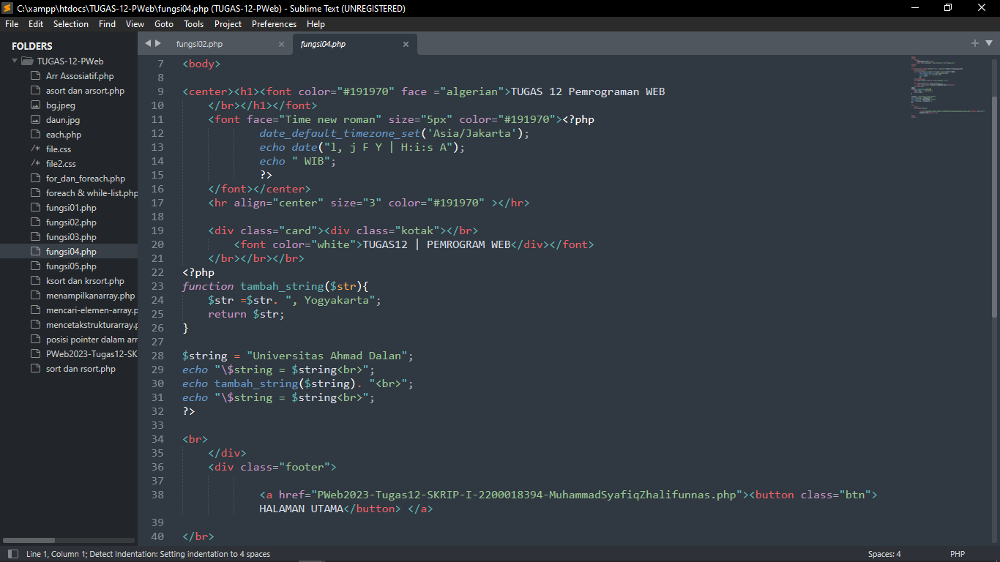 C:\xampp\htdocs\TUGAS-12-PWeb\fungsi04.php (TUGAS-12-PWeb) - Sublime Text (UNREGISTERED)
File Edit Selection Find View Goto Tools Project Preferences Help
FOLDERS
TUGAS-12-PWeb
Arr Assosiatif.php
asort dan arsort.php
bg.jpeg
daun.jpg
each.php
/* file.css
/* file2.css
for_dan_foreach.php
foreach & while-list.php
fungsi01.php
fungsi02.php
fungsi03.php
fungsi04.php
fungsi05.php
ksort dan krsort.php
menampilkanarray.php
mencari-elemen-array.p
mencetakstrukturarray.p
posisi pointer dalam arr
PWeb2023-Tugas12-SK
sort dan rsort.php
fungsi02.php × fungsi04.php ×
7 <body>
8
9 <center><h1><font color="#191970" face ="algerian">TUGAS 12 Pemrograman WEB
10 </br></h1></font>
11 <font face="Time new roman" size="5px" color="#191970"><?php
12 date_default_timezone_set('Asia/Jakarta');
13 echo date("l, j F Y | H:i:s A");
14 echo " WIB";
15 ?>
16 </font></center>
17 <hr align="center" size="3" color="#191970" ></hr>
18
19 <div class="card"><div class="kotak"></br>
20 <font color="white">TUGAS12 | PEMROGRAM WEB</div></font>
21 </br></br></br>
22 <?php
23 function tambah_string($str){
24 $str =$str. ", Yogyakarta";
25 return $str;
26 }
27
28 $string = "Universitas Ahmad Dalan";
29 echo "\$string = $string<br>";
30 echo tambah_string($string). "<br>";
31 echo "\$string = $string<br>";
32 ?>
33
34 <br>
35 </div>
36 <div class="footer">
37
38 <a href="PWeb2023-Tugas12-SKRIP-I-2200018394-MuhammadSyafiqZhalifunnas.php"><button class="btn">
HALAMAN UTAMA</button> </a>
39
40 </br>
Line 1, Column 1; Detect Indentation: Setting indentation to 4 spaces Spaces: 4 PHP